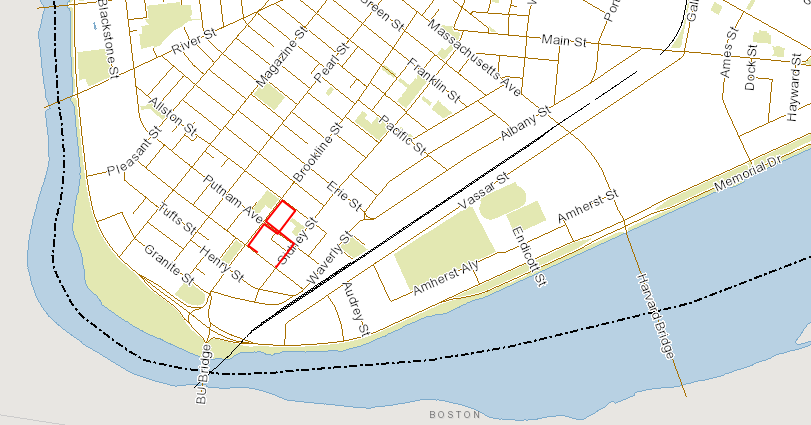 Blackstone-St
River-St
Magazine-St
Pearl-St
Green-St
Massachusetts-Ave
Main-St
Ames-St
Dock-St
Hayward-St
Franklin-St
Allston-St
Pleasant-St
Brookline-St
Pacific-St
Albany-St
Putnam-Ave
Erie-St
Vassar-St
Memorial-Dr
Tufts-St
Sidney-St
Waverly-St
Amherst-St
Granite-St
Henry-St
Endicott-St
Amherst-Aly
Audrey-St
Harvard-Bridge
BU-Bridge
BOSTON